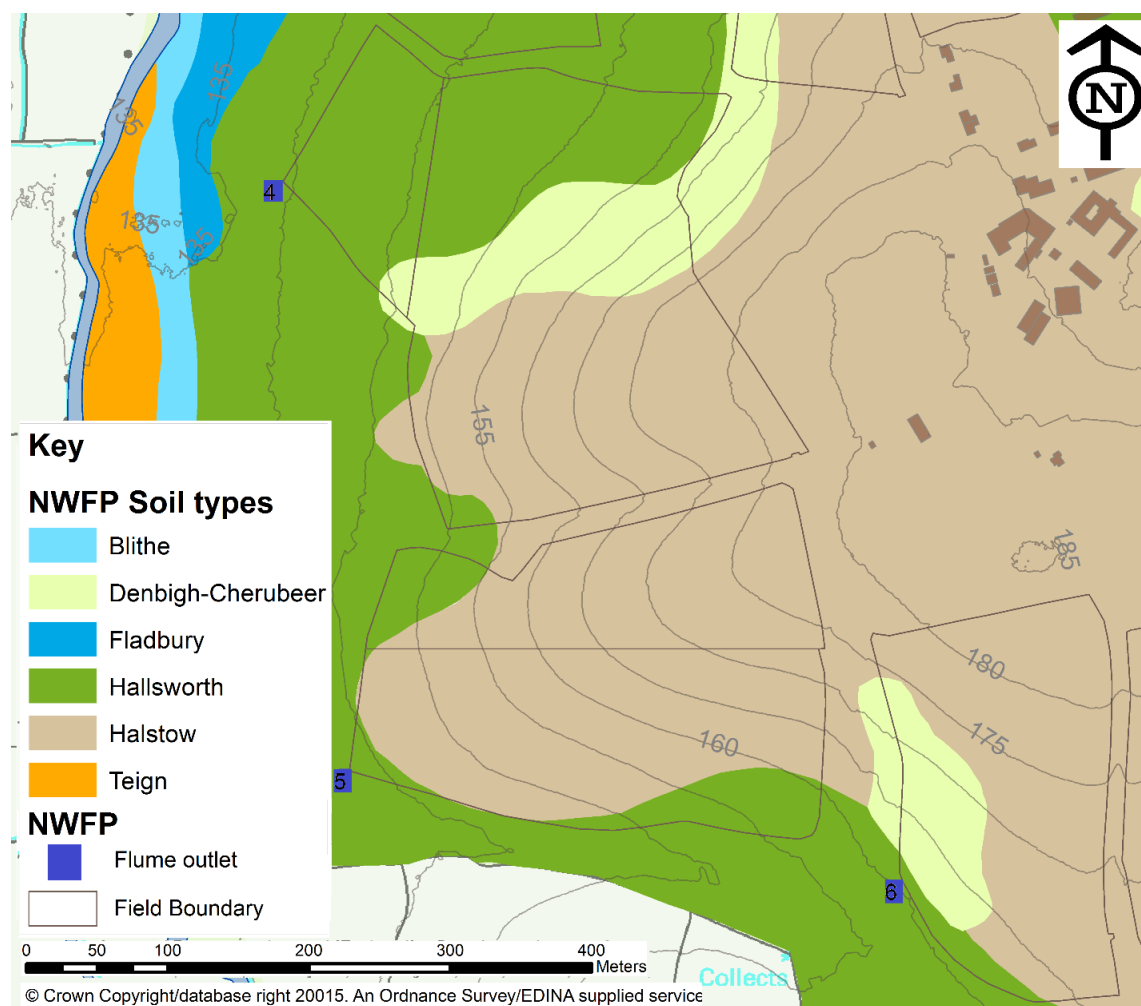 135
135
N
4
135
135
155
Key
NWFP Soil types
Blithe
Denbigh-Cherubeer
Fladbury
Hallsworth
Halstow
Teign
NWFP
Flume outlet
Field Boundary
185
180
175
160
5
6
0 50 100 200 300 400
Meters
Collects
© Crown Copyright/database right 20015. An Ordnance Survey/EDINA supplied service